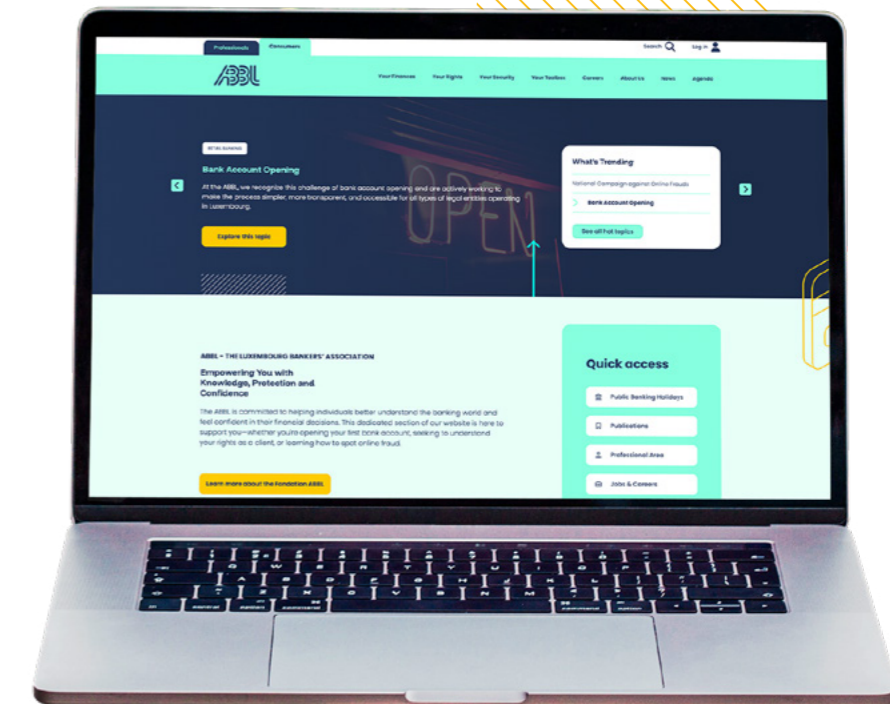 Professionals Consumers Search Log in
ABBL
Your Finances Your Rights Your Security Your Toolbox Careers About Us News Agenda
RETAIL BANKING
Bank Account Opening
At the ABBL, we recognize this challenge of bank account opening and are actively working to
make the process simpler, more transparent, and accessible for all types of legal entities operating
in Luxembourg.
Explore this topic
OPEN
What's Trending
National Campaign against Online Frauds
Bank Account Opening
See all hot topics
ABBL - THE LUXEMBOURG BANKERS' ASSOCIATION
Empowering You with
Knowledge, Protection and
Confidence
The ABBL is committed to helping individuals better understand the banking world and
feel confident in their financial decisions. This dedicated section of our website is here to
support you—whether you're opening your first bank account, seeking to understand
your rights as a client, or learning how to spot online fraud.
Learn more about the Fondation ABBL
Quick access
Public Banking Holidays
Publications
Professional Area
Jobs & Careers